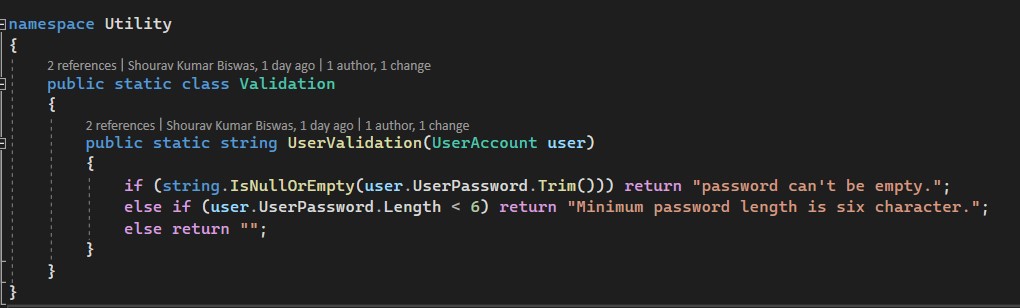 namespace Utility
{
2 references | Shourav Kumar Biswas, 1 day ago | 1 author, 1 change
public static class Validation
{
2 references | Shourav Kumar Biswas, 1 day ago | 1 author, 1 change
public static string UserValidation(UserAccount user)
{
if (string.IsNullOrEmpty(user.UserPassword.Trim())) return "password can't be empty.";
else if (user.UserPassword.Length < 6) return "Minimum password length is six character.";
else return "";
}
}
}